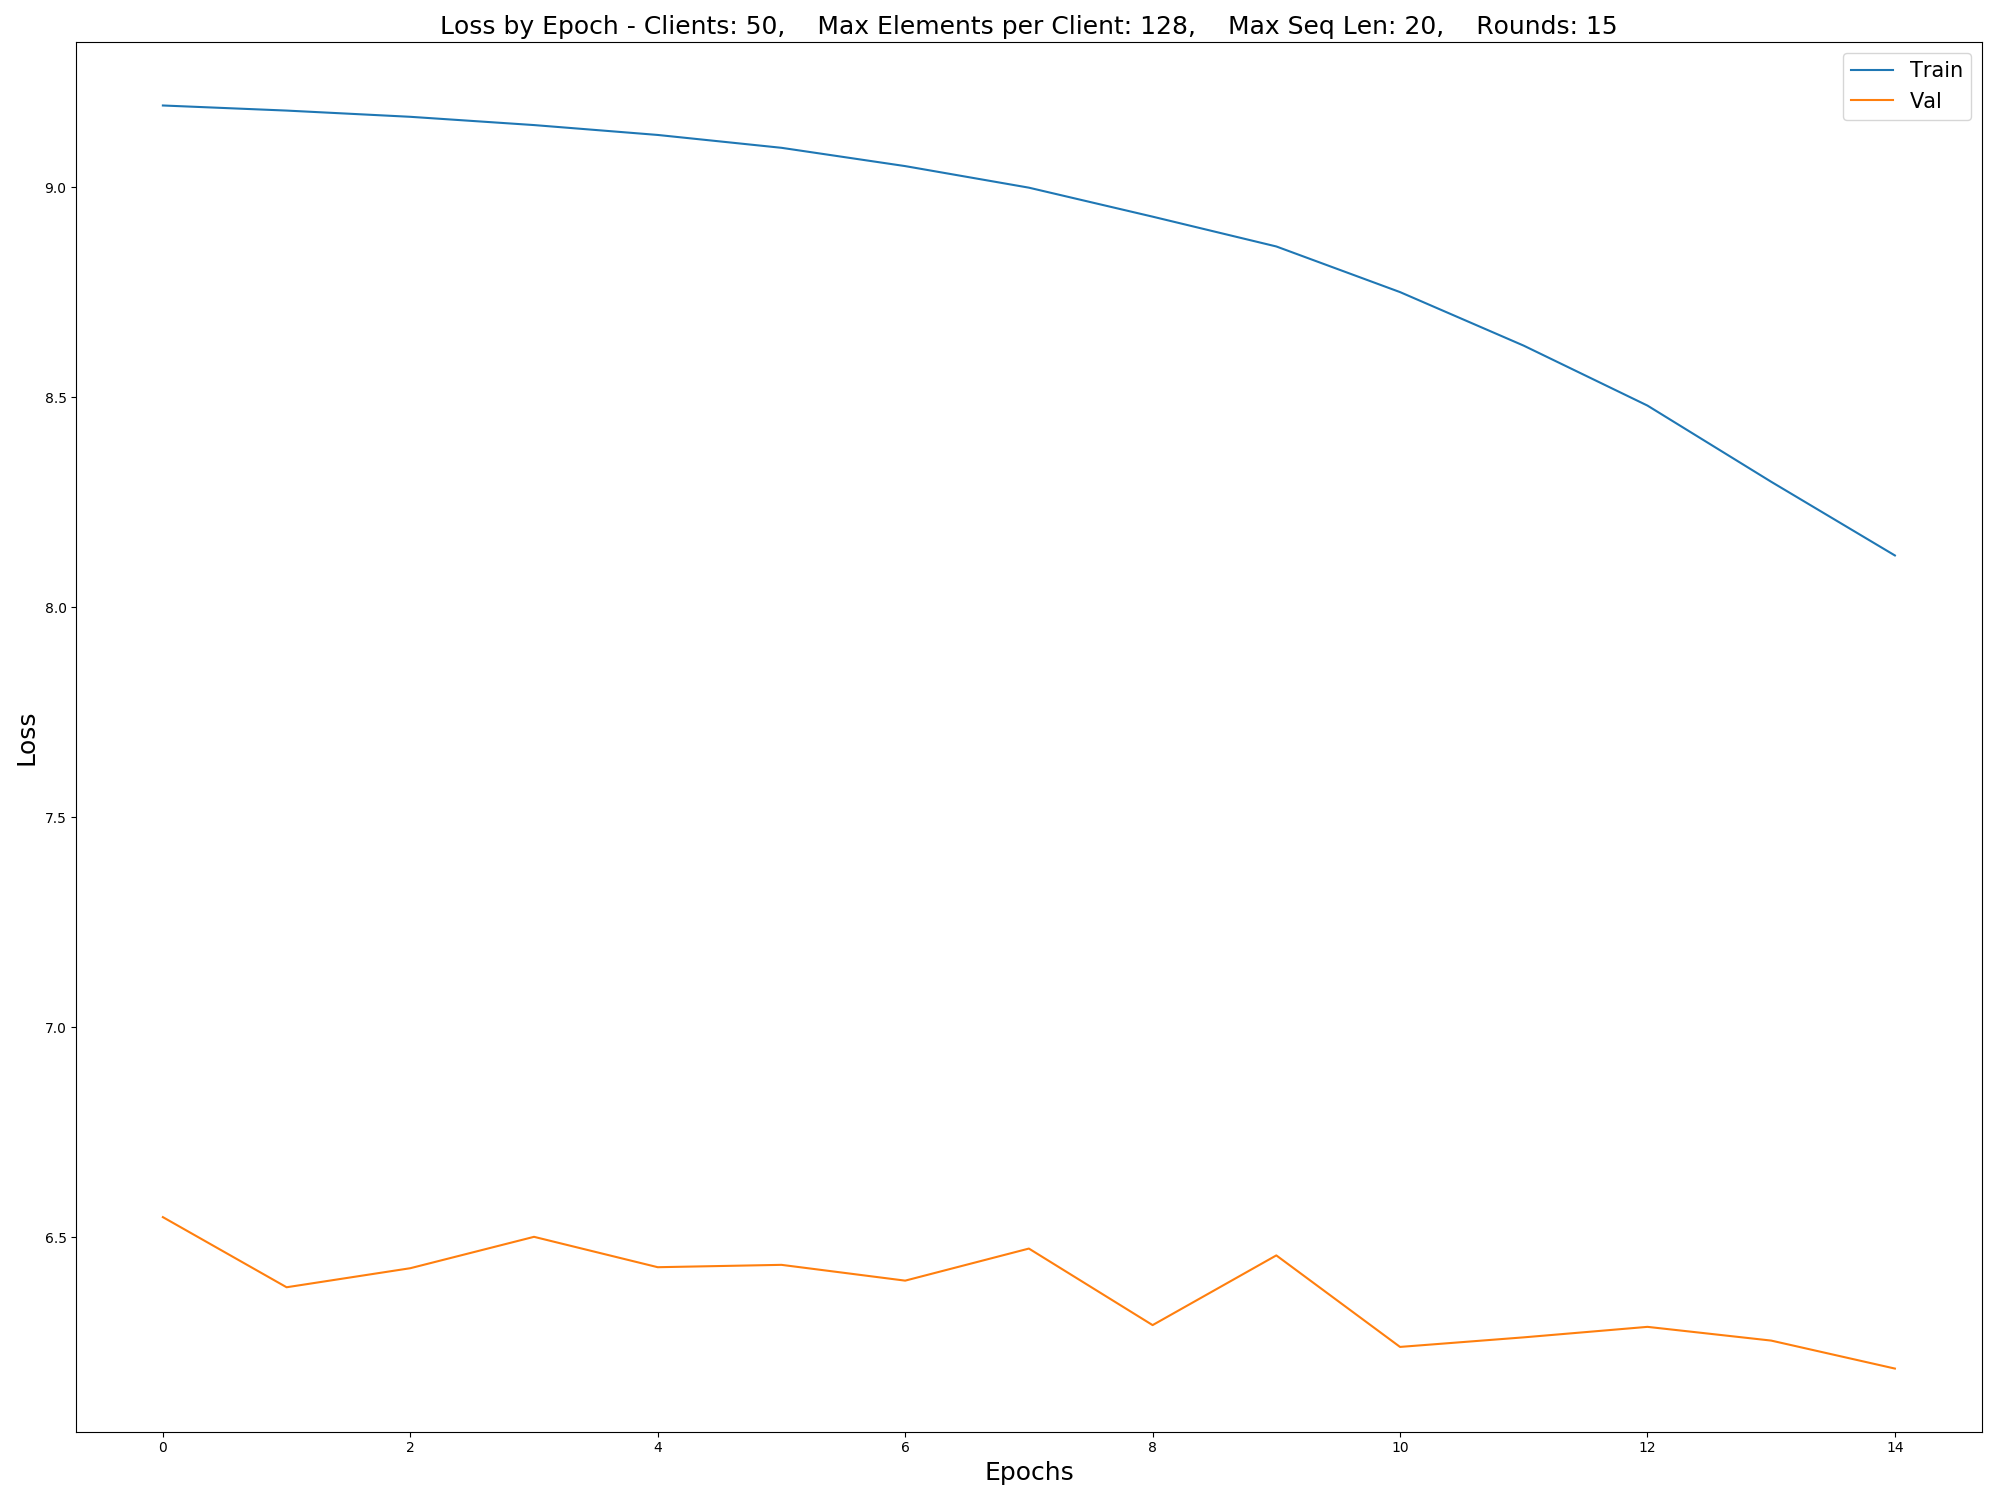 Loss by Epoch - Clients: 50,    Max Elements per Client: 128,    Max Seq Len: 20,    Rounds: 15
Train
Val
9.0
8.5
8.0
7.5
7.0
6.5
Loss
0 2 4 6 8 10 12 14
Epochs